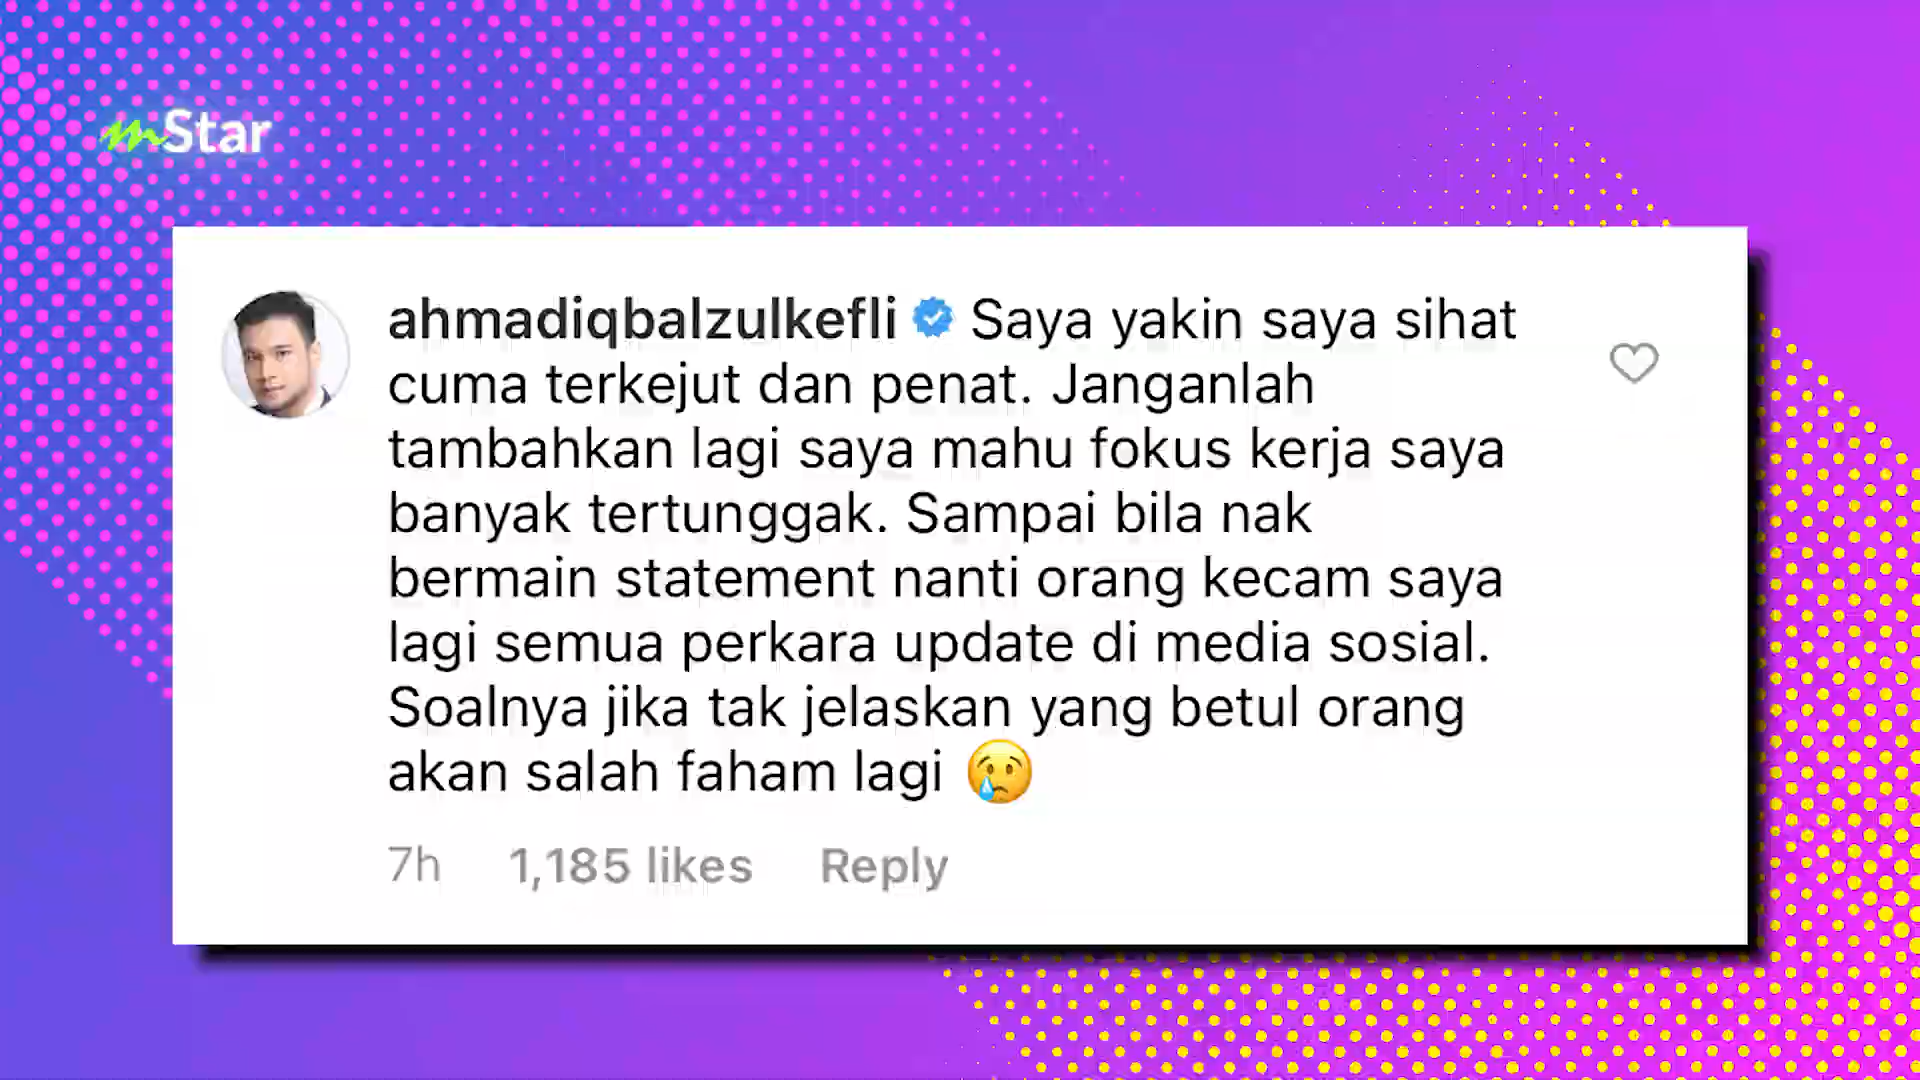 mStar
ahmadiqbalzulkefli Saya yakin saya sihat
cuma terkejut dan penat. Janganlah
tambahkan lagi saya mahu fokus kerja saya
banyak tertunggak. Sampai bila nak
bermain statement nanti orang kecam saya
lagi semua perkara update di media sosial.
Soalnya jika tak jelaskan yang betul orang
akan salah faham lagi 😢
7h 1,185 likes Reply